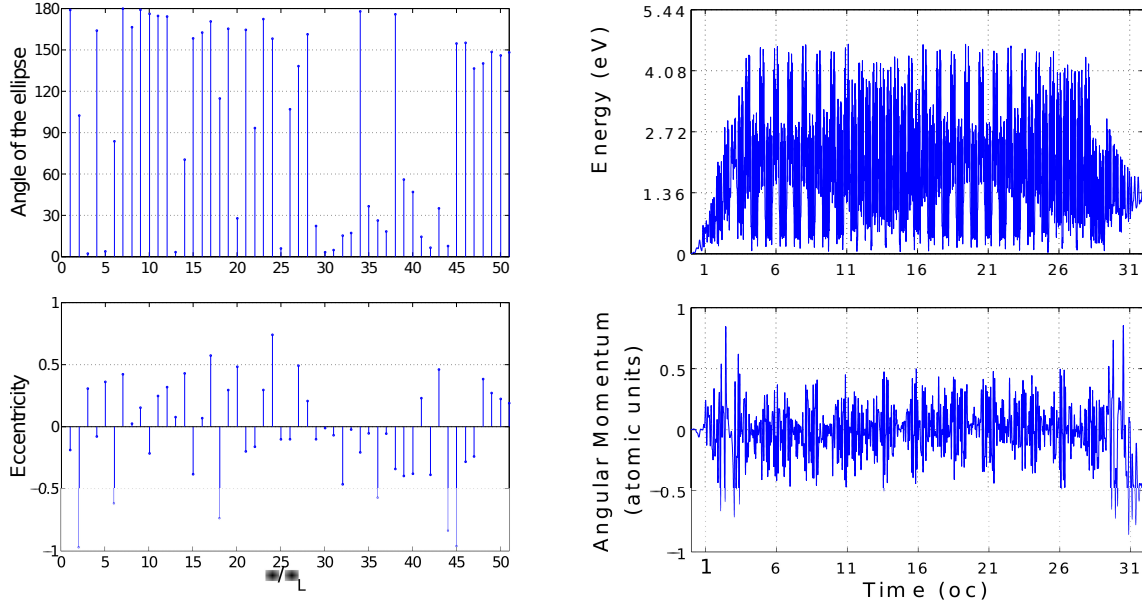 Angle of the ellipse
180
150
120
90
60
30
0
0 5 10 15 20 25 30 35 40 45 50
Energy (eV)
5.44
4.08
2.72
1.36
0
1 6 11 16 21 26 31
Ecccentricity
1
0.5
0
−0.5
−1
0 5 10 15 20 25 30 35 40 45 50
/ L
Angular Momentum
(atomic units)
1
0.5
0
−0.5
−1
1 6 11 16 21 26 31
Time (oc)